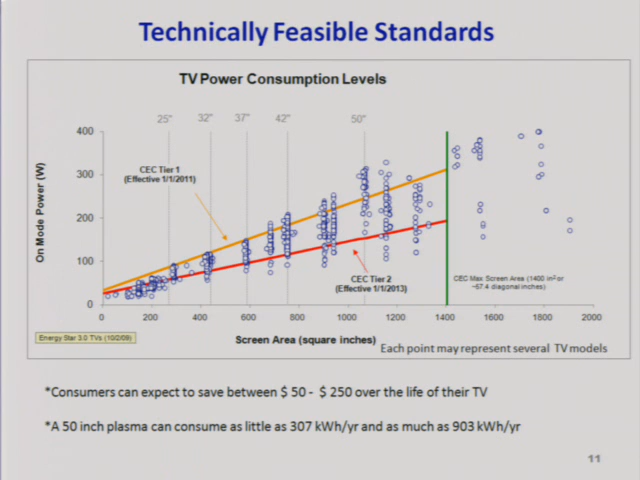 Technically Feasible Standards
TV Power Consumption Levels
25" 32" 37" 42" 50"
400
300
200
100
0
On Mode Power (W)
CEC Tier 1
(Effective 1/1/2011)
CEC Tier 2
(Effective 1/1/2013)
CEC Max Screen Area (1400 in² or
~67.4 diagonal inches)
0 200 400 600 800 1000 1200 1400 1600 1800 2000
Energy Star 3.0 TVs (10/2/09)
Screen Area (square inches)
Each point may represent several TV models
*Consumers can expect to save between $ 50 - $ 250 over the life of their TV
*A 50 inch plasma can consume as little as 307 kWh/yr and as much as 903 kWh/yr
11